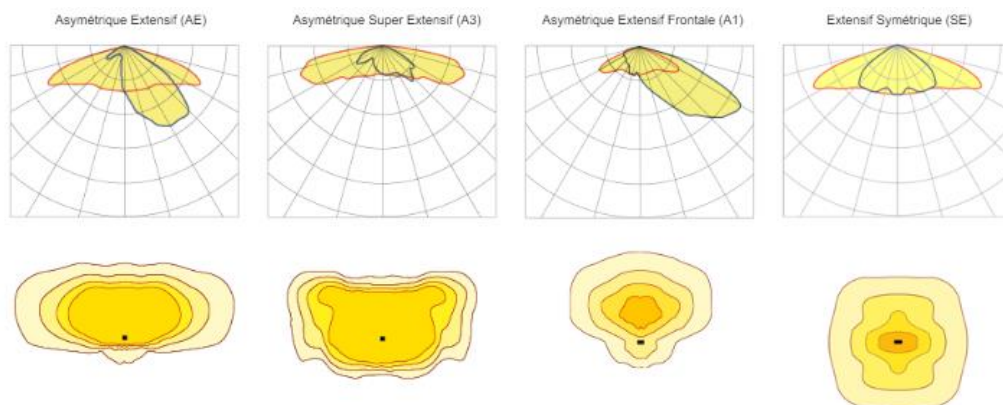 Asymétrique Extensif (AE)
Asymétrique Super Extensif (A3)
Asymétrique Extensif Frontale (A1)
Extensif Symétrique (SE)